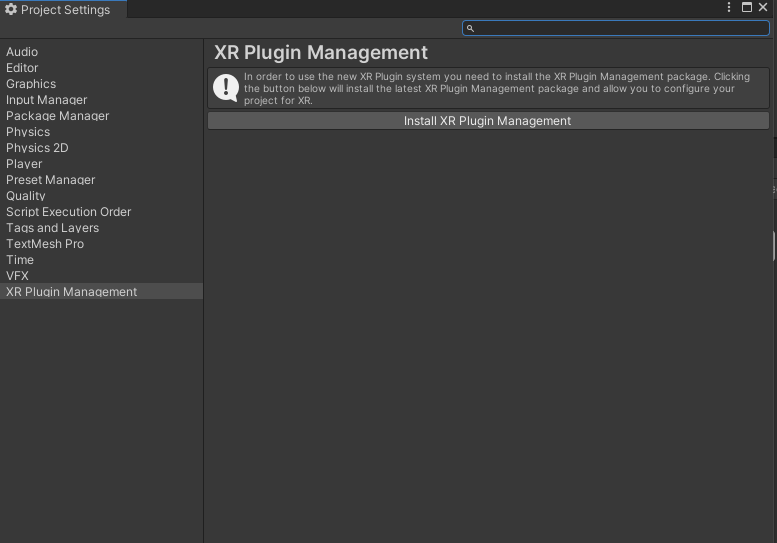 Project Settings
XR Plugin Management
In order to use the new XR Plugin system you need to install the XR Plugin Management package. Clicking
the button below will install the latest XR Plugin Management package and allow you to configure your
project for XR.
Install XR Plugin Management
Audio
Editor
Graphics
Input Manager
Package Manager
Physics
Physics 2D
Player
Preset Manager
Quality
Script Execution Order
Tags and Layers
TextMesh Pro
Time
VFX
XR Plugin Management